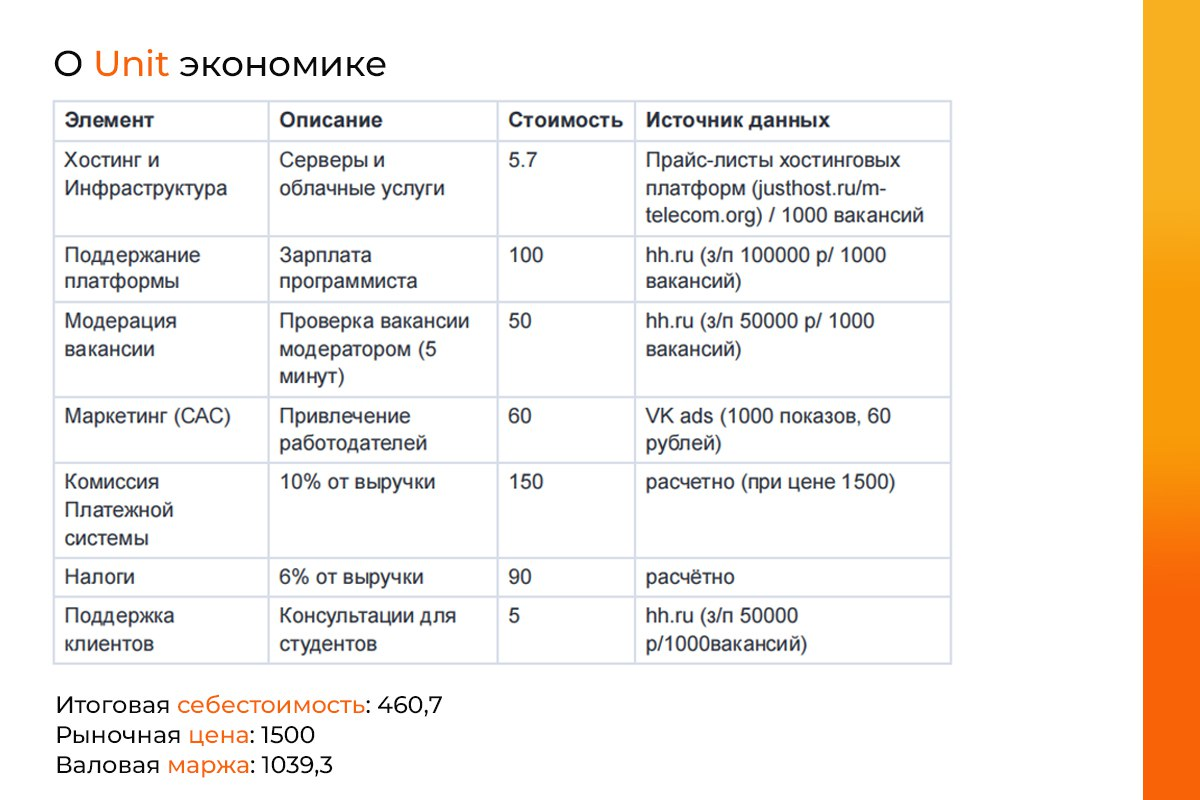 О Unit экономике
Элемент
Описание
Стоимость
Источник данных
Хостинг и
Инфраструктура
Серверы и
облачные услуги
5.7
Прайс-листы хостинговых
платформ (justhost.ru/m-
telecom.org) / 1000 вакансий
Поддержание
платформы
Зарплата
программиста
100
hh.ru (з/п 100000 р/ 1000
вакансий)
Модерация
вакансии
Проверка вакансии
модератором (5
минут)
50
hh.ru (з/п 50000 р/ 1000
вакансий)
Маркетинг (CAC)
Привлечение
работодателей
60
VK ads (1000 показов, 60
рублей)
Комиссия
Платежной
системы
10% от выручки
150
расчетно (при цене 1500)
Налоги
6% от выручки
90
расчётно
Поддержка
клиентов
Консультации для
студентов
5
hh.ru (з/п 50000
р/1000вакансий)
Итоговая себестоимость: 460,7
Рыночная цена: 1500
Валовая маржа: 1039,3